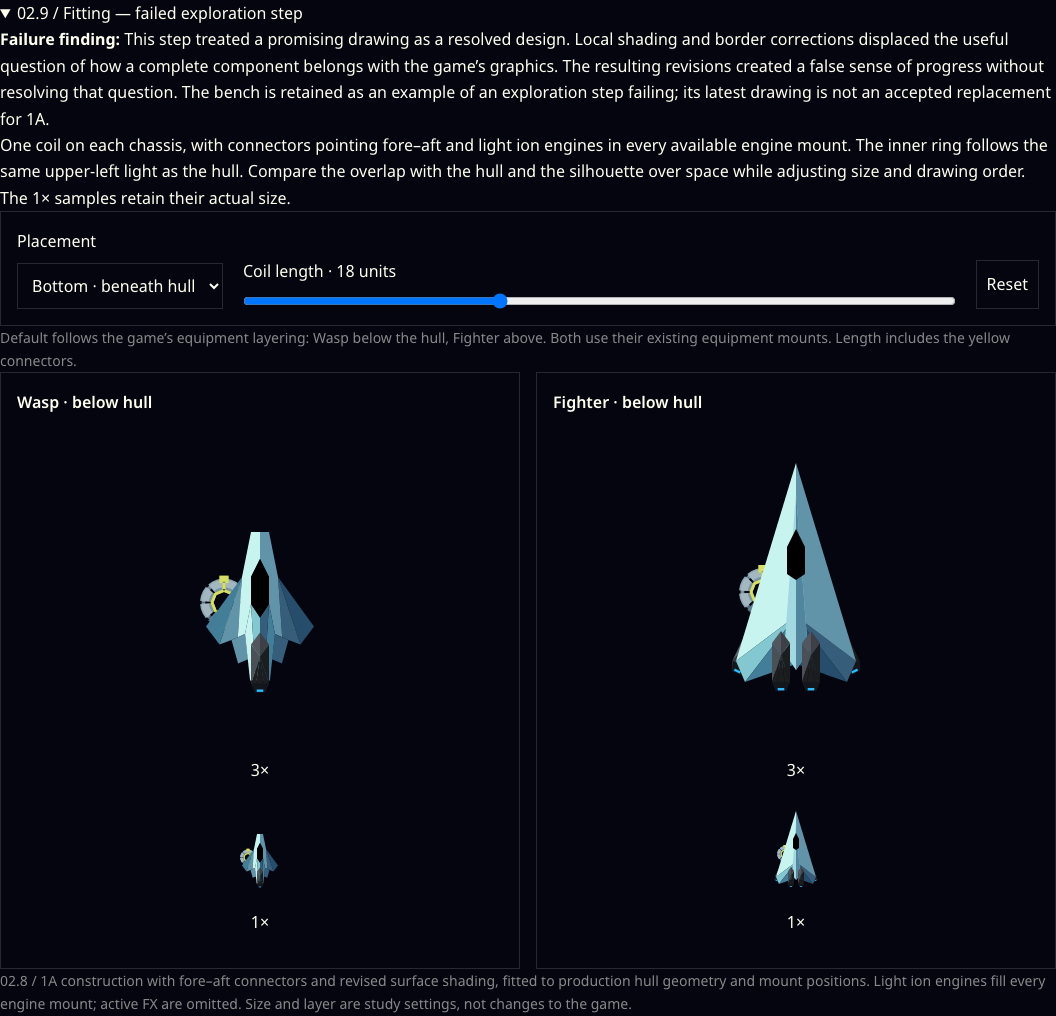 ▼ 02.9 / Fitting — failed exploration step
Failure finding: This step treated a promising drawing as a resolved design. Local shading and border corrections displaced the useful
question of how a complete component belongs with the game’s graphics. The resulting revisions created a false sense of progress without
resolving that question. The bench is retained as an example of an exploration step failing; its latest drawing is not an accepted replacement
for 1A.
One coil on each chassis, with connectors pointing fore–aft and light ion engines in every available engine mount. The inner ring follows the
same upper-left light as the hull. Compare the overlap with the hull and the silhouette over space while adjusting size and drawing order.
The 1× samples retain their actual size.
Placement
Bottom · beneath hull
Coil length · 18 units
Reset
Default follows the game’s equipment layering: Wasp below the hull, Fighter above. Both use their existing equipment mounts. Length includes the yellow
connectors.
Wasp · below hull
3×
1×
Fighter · below hull
3×
1×
02.8 / 1A construction with fore–aft connectors and revised surface shading, fitted to production hull geometry and mount positions. Light ion engines fill every
engine mount; active FX are omitted. Size and layer are study settings, not changes to the game.